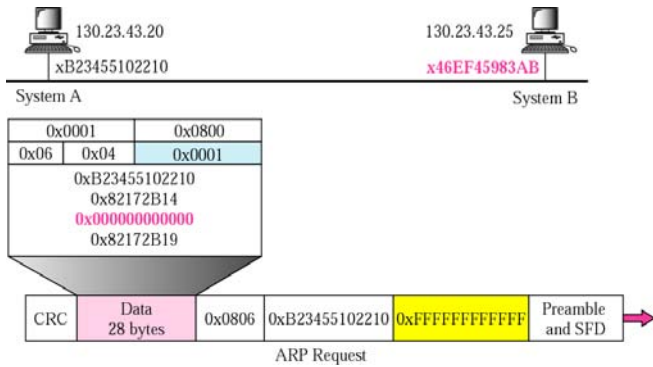 130.23.43.20
130.23.43.25
xB23455102210
x46EF45983AB
System A
System B
0x0001 0x0800
0x06 0x04 0x0001
0xB23455102210
0x82172B14
0x000000000000
0x82172B19
CRC
Data
28 bytes
0x0806
0xB23455102210
0xFFFFFFFFFFFF
Preamble
and SFD
ARP Request